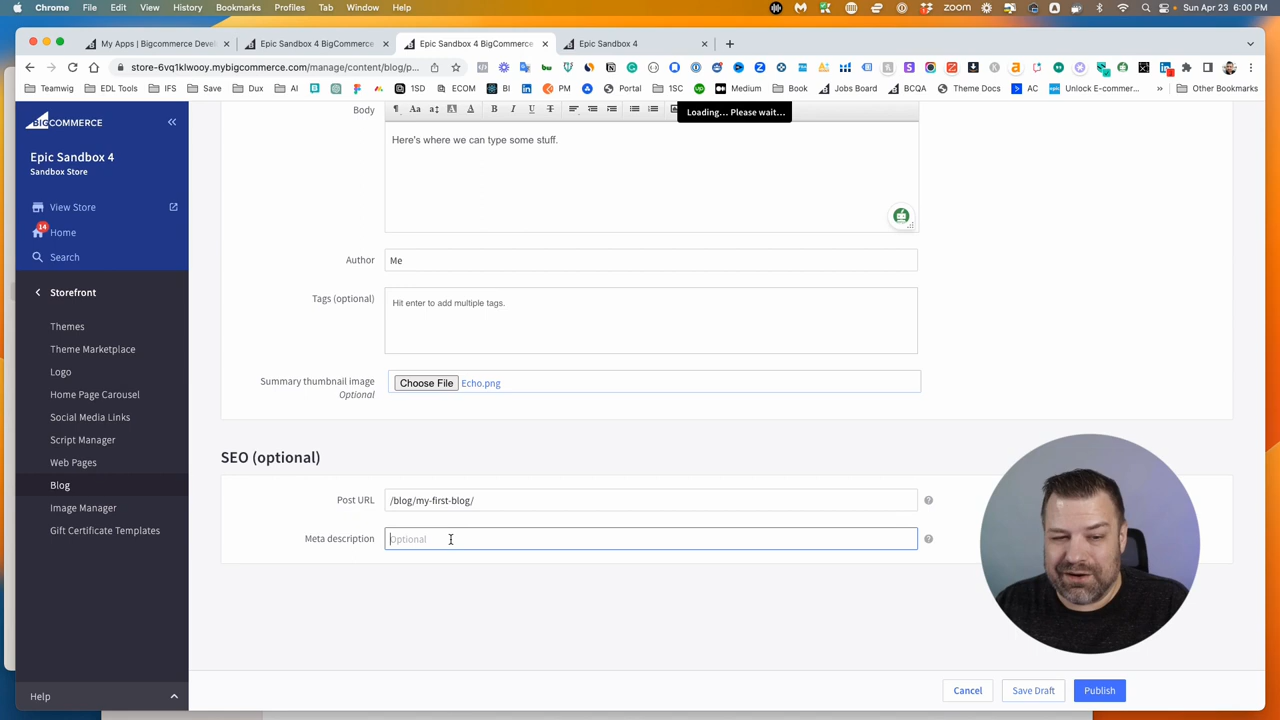 Chrome File Edit View History Bookmarks Profiles Tab Window Help Sun Apr 23 6:00 PM
My Apps | Bigcommerce Devel Epic Sandbox 4 BigCommerce Epic Sandbox 4 BigCommerce Epic Sandbox 4
store-6vq1klwooy.mybigcommerce.com/manage/content/blog/p...
Teamwig EDL Tools IFS Save Dux AI 1SD ECOM BI PM Portal 1SC Medium Book Jobs Board BCQA Theme Docs AC Unlock E-commer... » Other Bookmarks
BIGCOMMERCE
Epic Sandbox 4
Sandbox Store
View Store
14
Home
Search
Storefront
Themes
Theme Marketplace
Logo
Home Page Carousel
Social Media Links
Script Manager
Web Pages
Blog
Image Manager
Gift Certificate Templates
Help
Loading... Please wait...
Body
Here's where we can type some stuff.
Author Me
Tags (optional) Hit enter to add multiple tags.
Summary thumbnail image Choose File Echo.png
Optional
SEO (optional)
Post URL /blog/my-first-blog/
Meta description Optional
Cancel Save Draft Publish